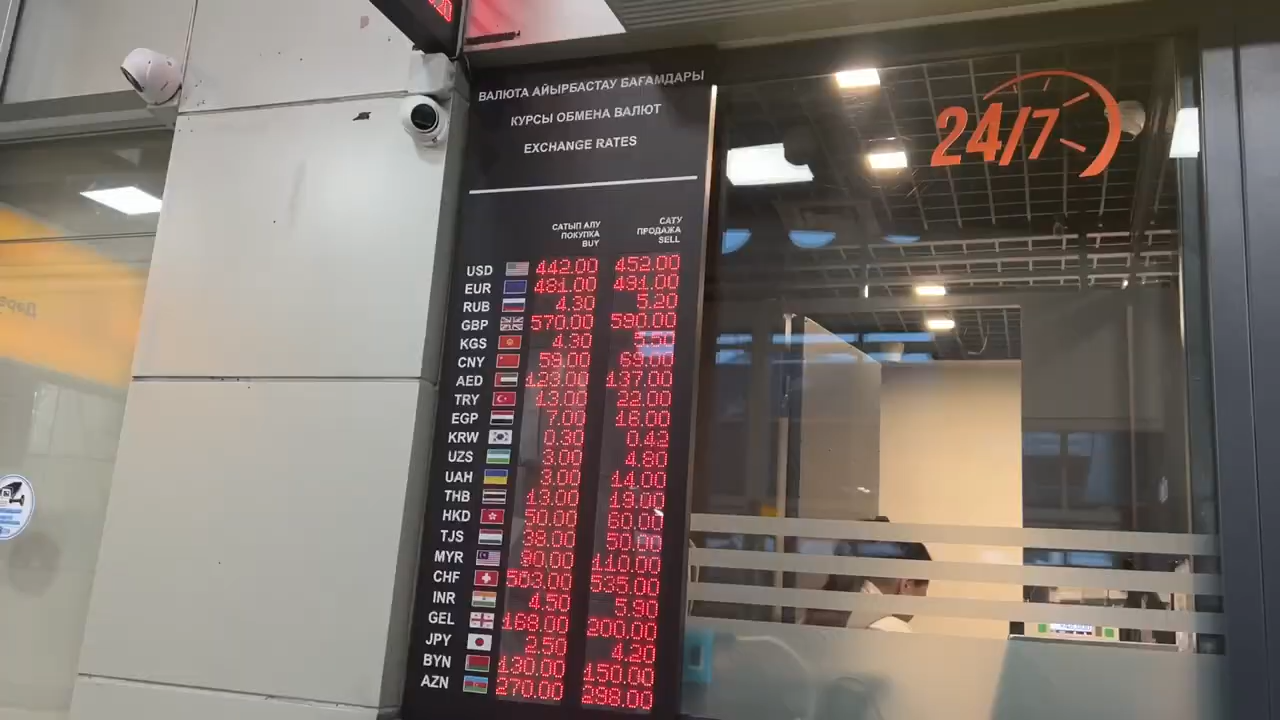 ВАЛЮТА АЙЫРБАСТАУ БАҒАМДАРЫ
КУРСЫ ОБМЕНА ВАЛЮТ
EXCHANGE RATES
24/7
САТЫП АЛУ САТУ
ПОКУПКА ПРОДАЖА
BUY SELL
USD 442.00 452.00
EUR 481.00 491.00
RUB 4.30 5.20
GBP 570.00 590.00
KGS 4.30 5.50
CNY 59.00 69.00
AED 123.00 137.00
TRY 13.00 22.00
EGP 7.00 16.00
KRW 0.30 0.42
UZS 3.00 4.80
UAH 3.00 14.00
THB 13.00 19.00
HKD 50.00 60.00
TJS 38.00 50.00
MYR 90.00 110.00
CHF 503.00 535.00
INR 4.50 5.90
GEL 168.00 200.00
JPY 2.50 4.20
BYN 130.00 150.00
AZN 270.00 298.00